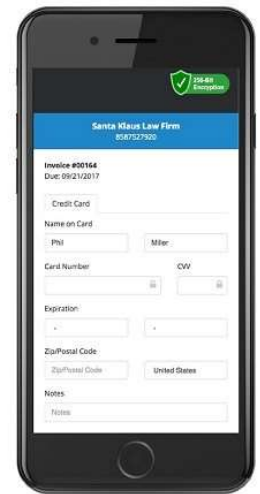 256-Bit
Encryption
Santa Klaus Law Firm
8587527920
Invoice #00164
Due: 09/21/2017
Credit Card
Name on Card
Phil Miller
Card Number CVV
Expiration
Zip/Postal Code
Zip/Postal Code United States
Notes
Notes